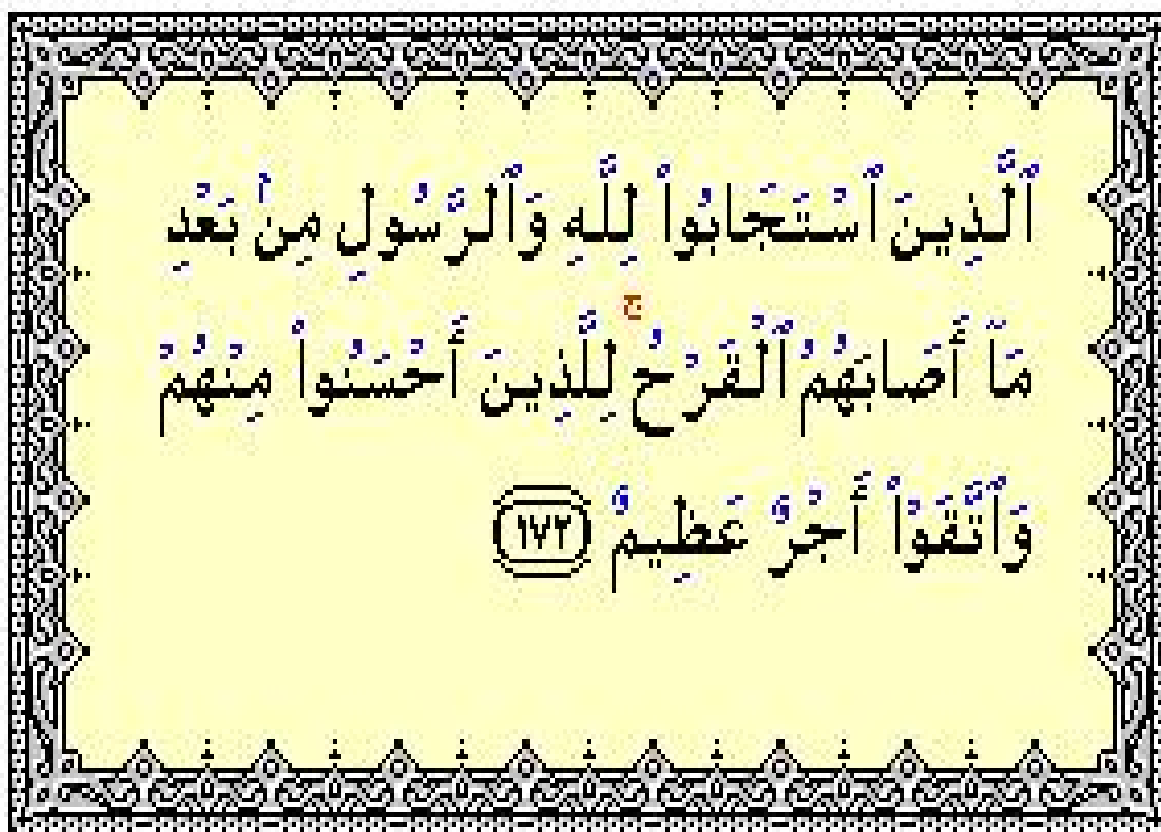 ٱلَّذِينَ ٱسْتَجَابُوا۟ لِلَّهِ وَٱلرَّسُولِ مِنۢ بَعْدِ
مَآ أَصَابَهُمُ ٱلْقَرْحُ ۚ لِلَّذِينَ أَحْسَنُوا۟ مِنْهُمْ
وَٱتَّقَوْا۟ أَجْرٌ عَظِيمٌ ١٧٢